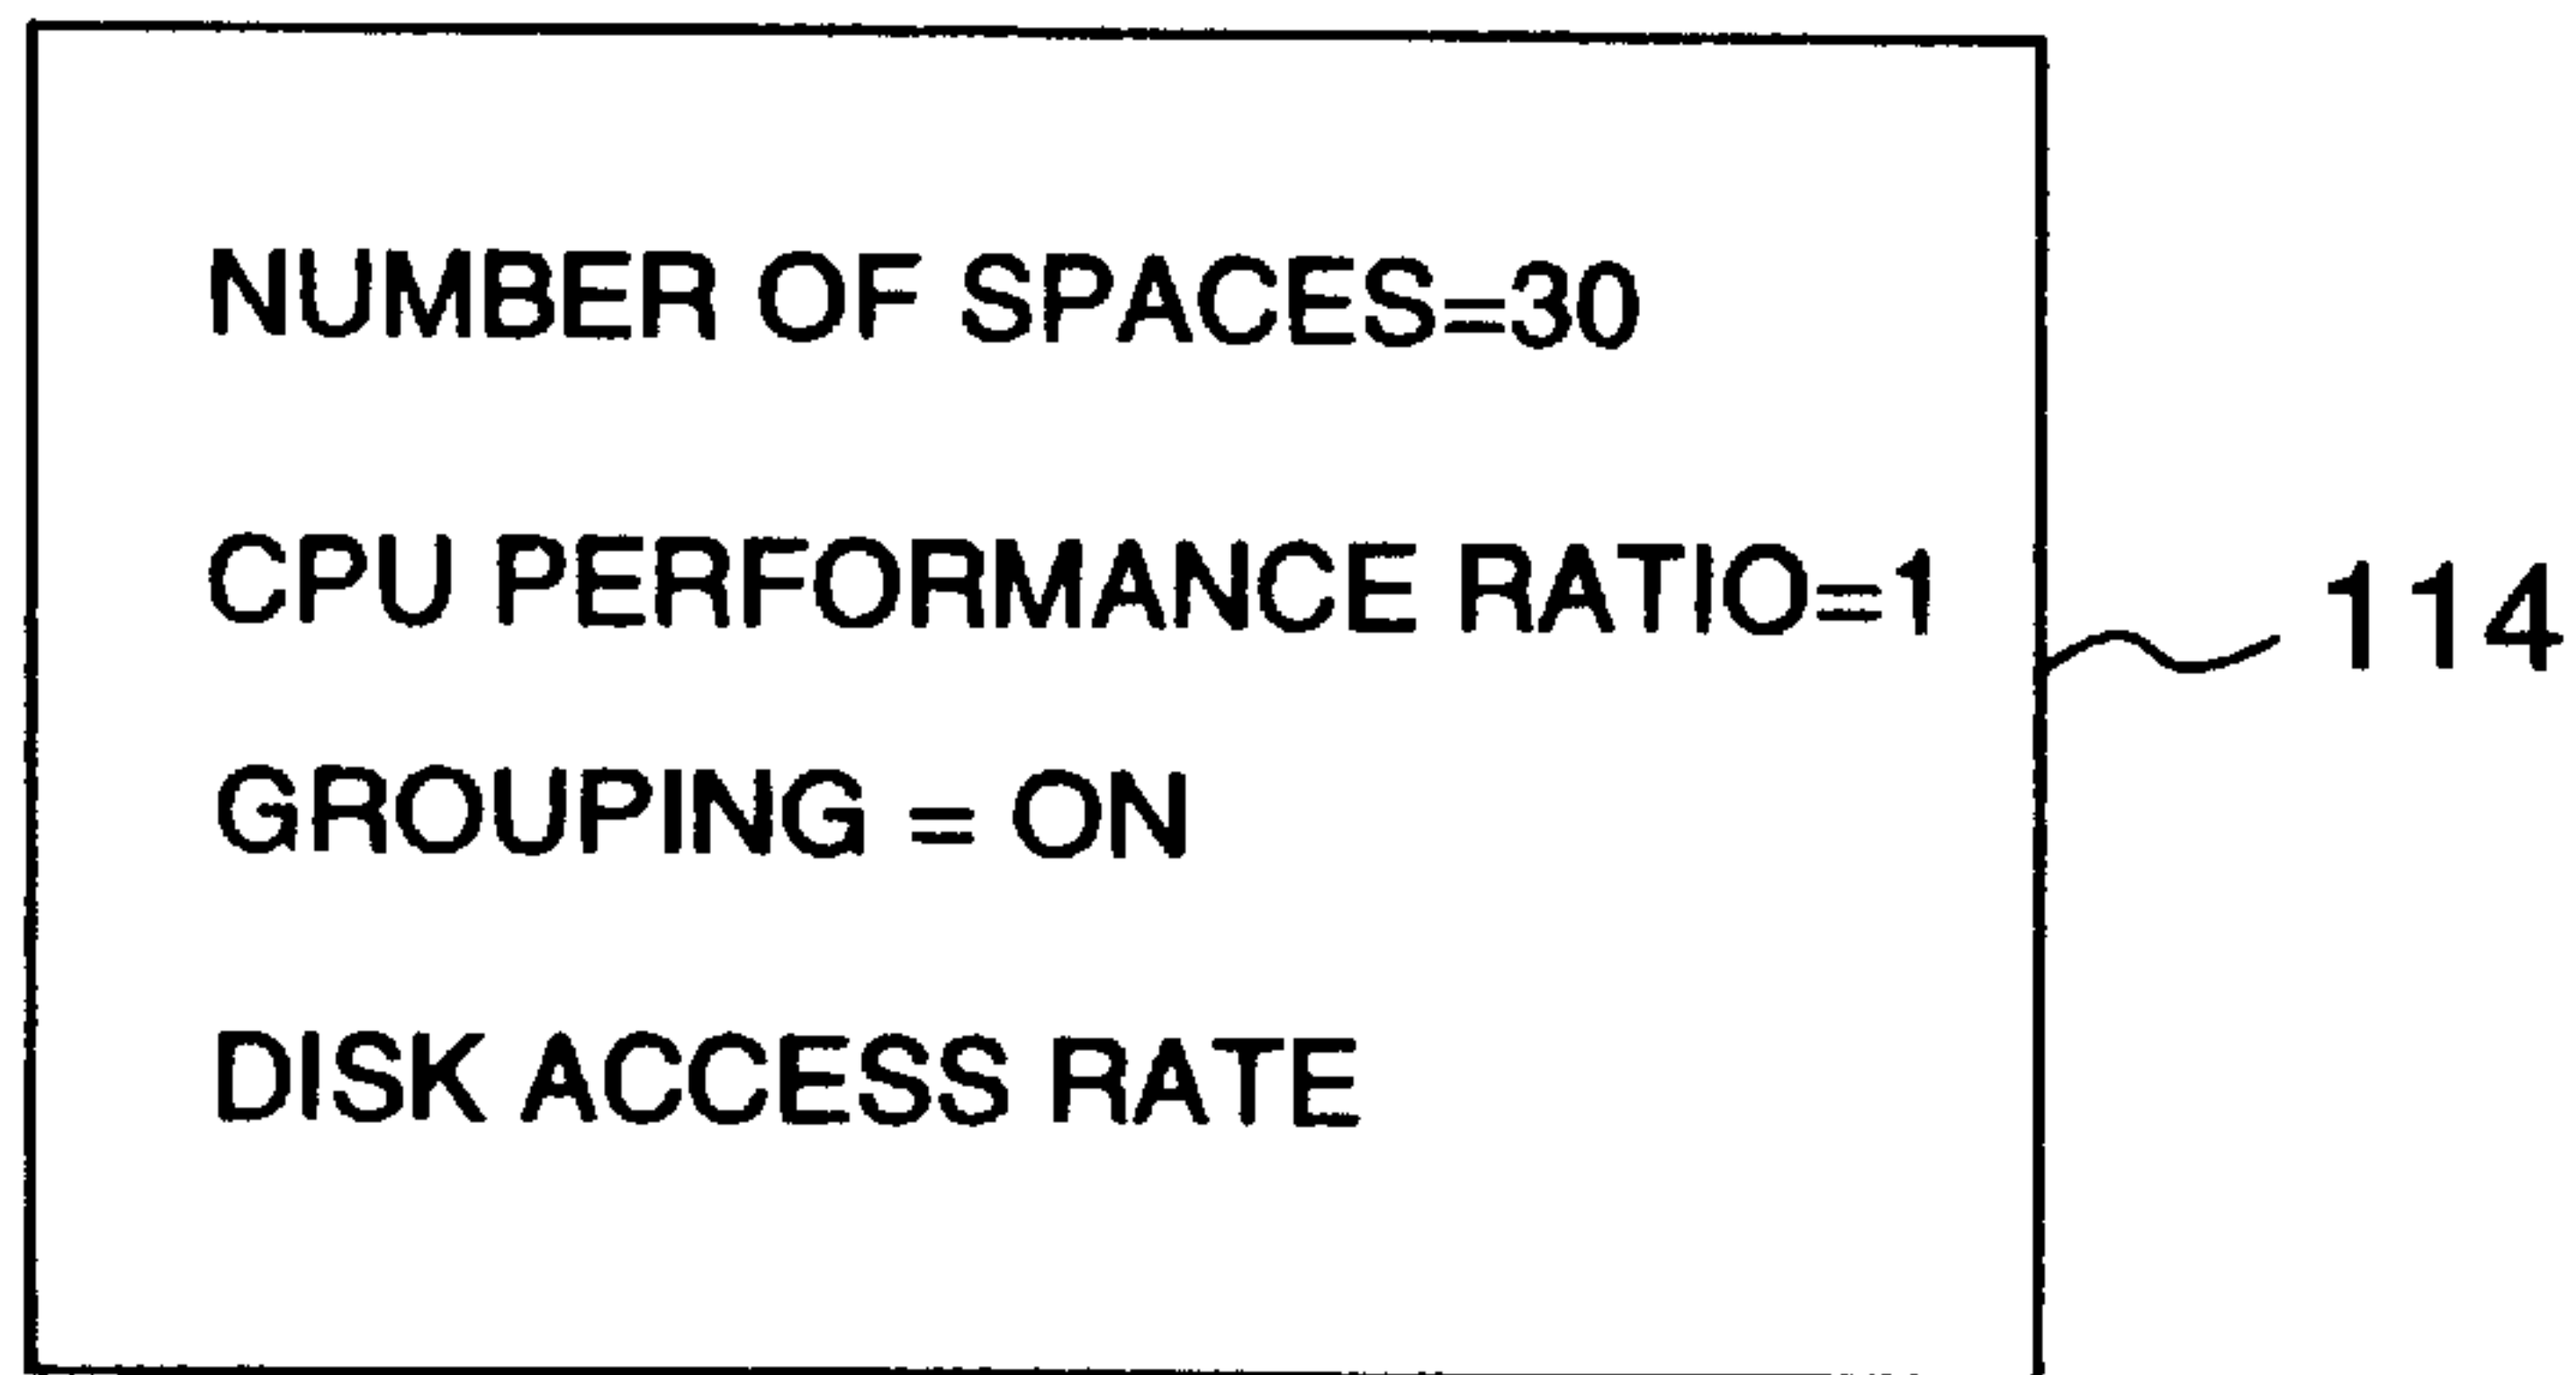 NUMBER OF SPACES=30
CPU PERFORMANCE RATIO=1
114
GROUPING = ON
DISK ACCESS RATE